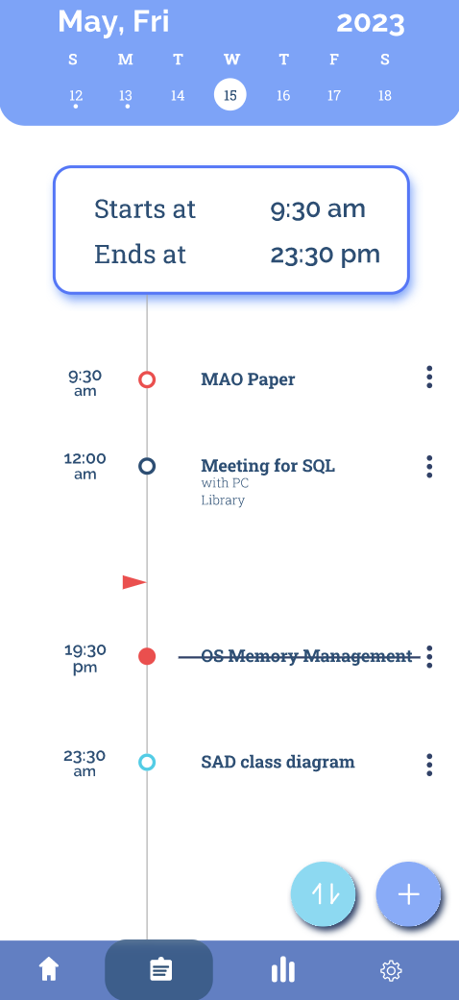 May, Fri 2023
S M T W T F S
12 13 14 15 16 17 18
Starts at 9:30 am
Ends at 23:30 pm
9:30
am
MAO Paper
12:00
am
Meeting for SQL
with PC
Library
19:30
pm
OS Memory Management
23:30
am
SAD class diagram